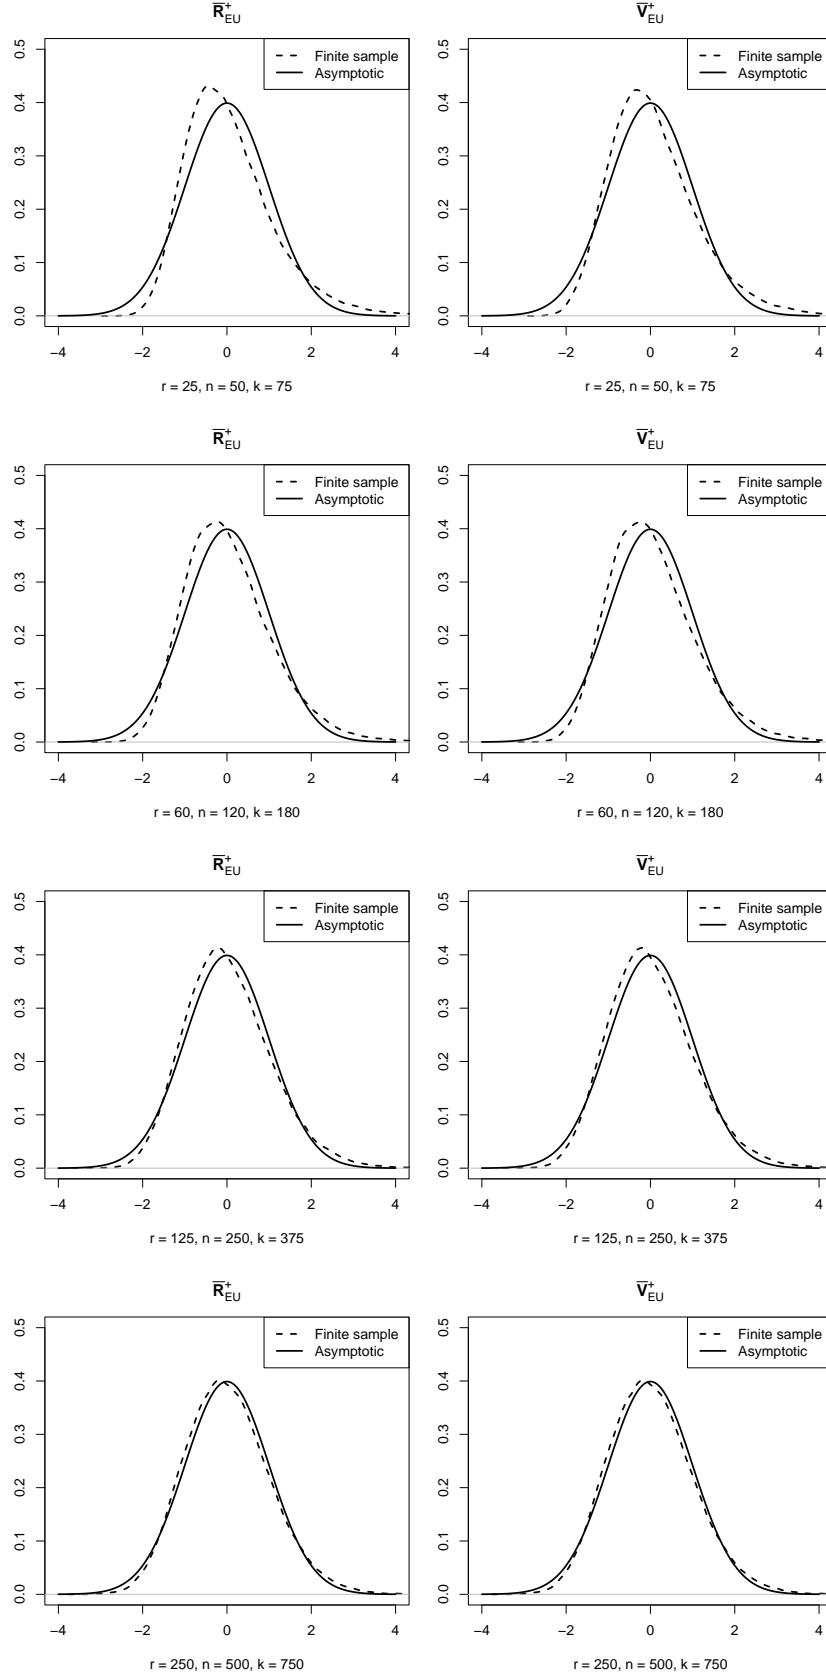 R̅⁺EU
V̅⁺EU
0.5
0.4
0.3
0.2
0.1
0.0
Finite sample
Asymptotic
−4 −2 0 2 4
r = 25, n = 50, k = 75
0.5
0.4
0.3
0.2
0.1
0.0
Finite sample
Asymptotic
−4 −2 0 2 4
r = 25, n = 50, k = 75
R̅⁺EU
V̅⁺EU
0.5
0.4
0.3
0.2
0.1
0.0
Finite sample
Asymptotic
−4 −2 0 2 4
r = 60, n = 120, k = 180
0.5
0.4
0.3
0.2
0.1
0.0
Finite sample
Asymptotic
−4 −2 0 2 4
r = 60, n = 120, k = 180
R̅⁺EU
V̅⁺EU
0.5
0.4
0.3
0.2
0.1
0.0
Finite sample
Asymptotic
−4 −2 0 2 4
r = 125, n = 250, k = 375
0.5
0.4
0.3
0.2
0.1
0.0
Finite sample
Asymptotic
−4 −2 0 2 4
r = 125, n = 250, k = 375
R̅⁺EU
V̅⁺EU
0.5
0.4
0.3
0.2
0.1
0.0
Finite sample
Asymptotic
−4 −2 0 2 4
r = 250, n = 500, k = 750
0.5
0.4
0.3
0.2
0.1
0.0
Finite sample
Asymptotic
−4 −2 0 2 4
r = 250, n = 500, k = 750